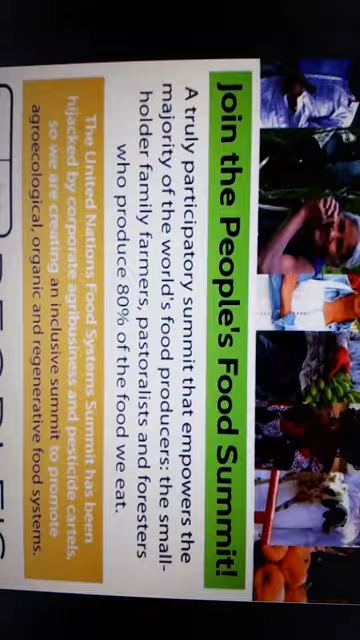 Join the People's Food Summit!
A truly participatory summit that empowers the
majority of the world's food producers: the small-
holder family farmers, pastoralists and foresters
who produce 80% of the food we eat.
The United Nations Food Systems Summit has been
hijacked by corporate agribusiness and pesticide cartels,
so we are creating an inclusive summit to promote
agroecological, organic and regenerative food systems.